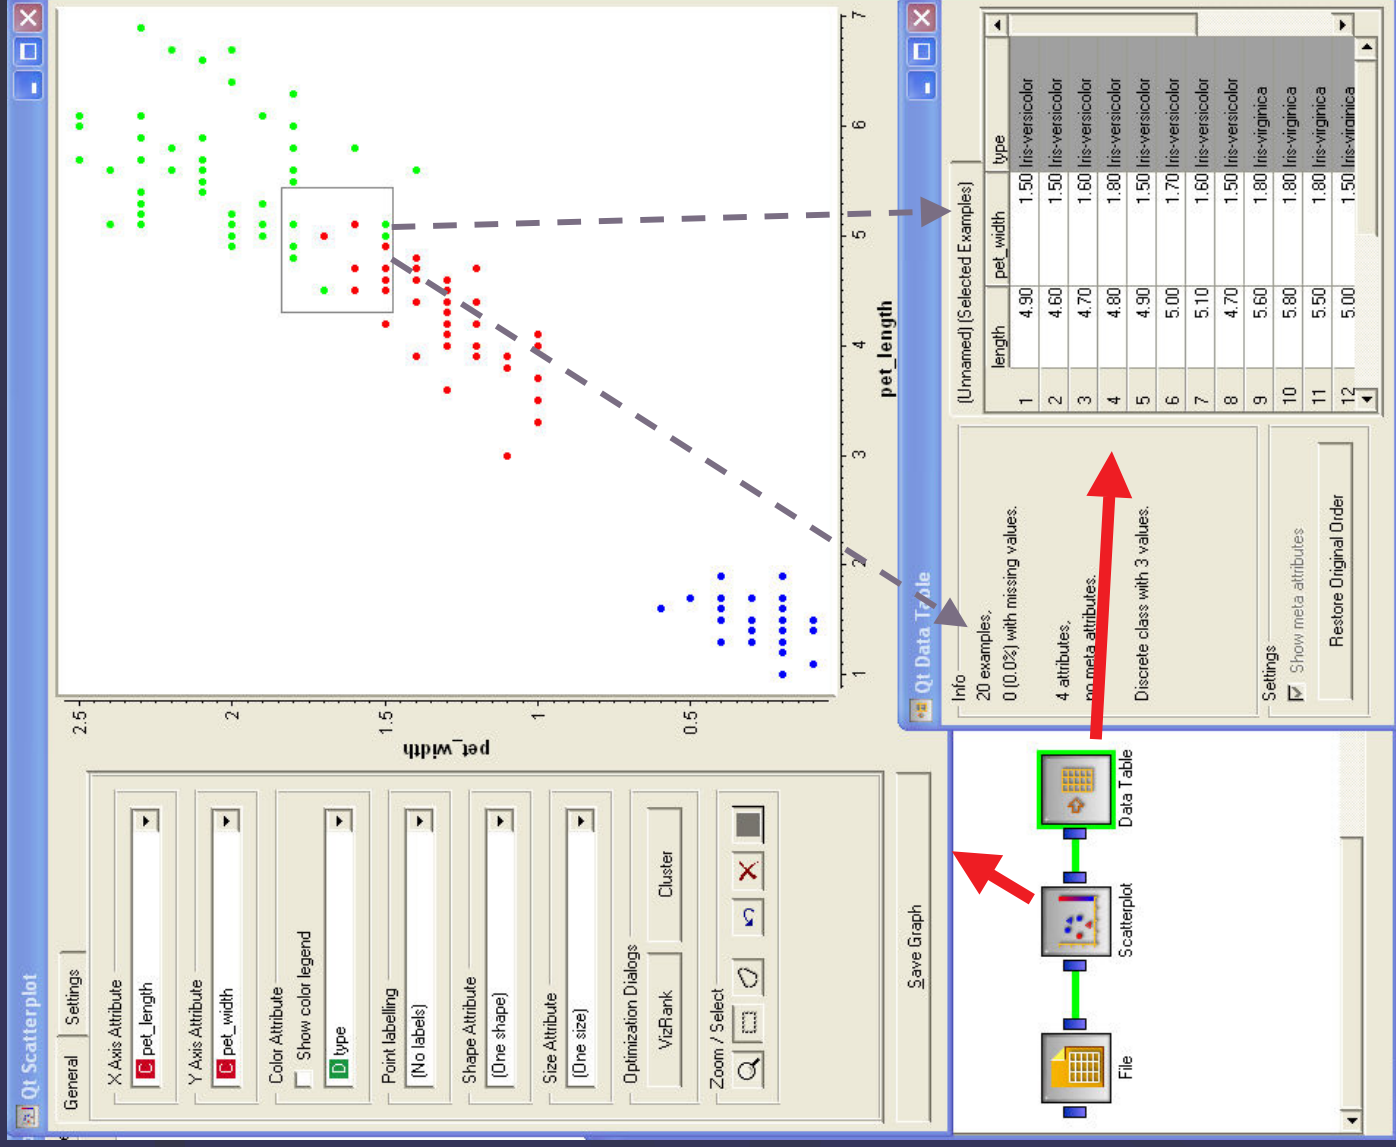 Qt Scatterplot
General
Settings
X Axis Attribute
C pet_length
Y Axis Attribute
C pet_width
Color Attribute
Show color legend
D type
Point labelling
(No labels)
Shape Attribute
(One shape)
Size Attribute
(One size)
Optimization Dialogs
VizRank
Cluster
Zoom / Select
Save Graph
2.5
2
1.5
1
0.5
pet_width
1
2
3
4
5
6
7
pet_length
Qt Data Table
Info
20 examples,
0 (0.0%) with missing values.
4 attributes,
no meta attributes.
Discrete class with 3 values.
Settings
Show meta attributes
Restore Original Order
(Unnamed) (Selected Examples)
length pet_width type
1 4.90 1.50 Iris-versicolor
2 4.60 1.50 Iris-versicolor
3 4.70 1.60 Iris-versicolor
4 4.80 1.80 Iris-versicolor
5 4.90 1.50 Iris-versicolor
6 5.00 1.70 Iris-versicolor
7 5.10 1.60 Iris-versicolor
8 4.70 1.50 Iris-versicolor
9 5.60 1.80 Iris-virginica
10 5.80 1.80 Iris-virginica
11 5.50 1.80 Iris-virginica
12 5.00 1.50 Iris-virginica
File
Scatterplot
Data Table